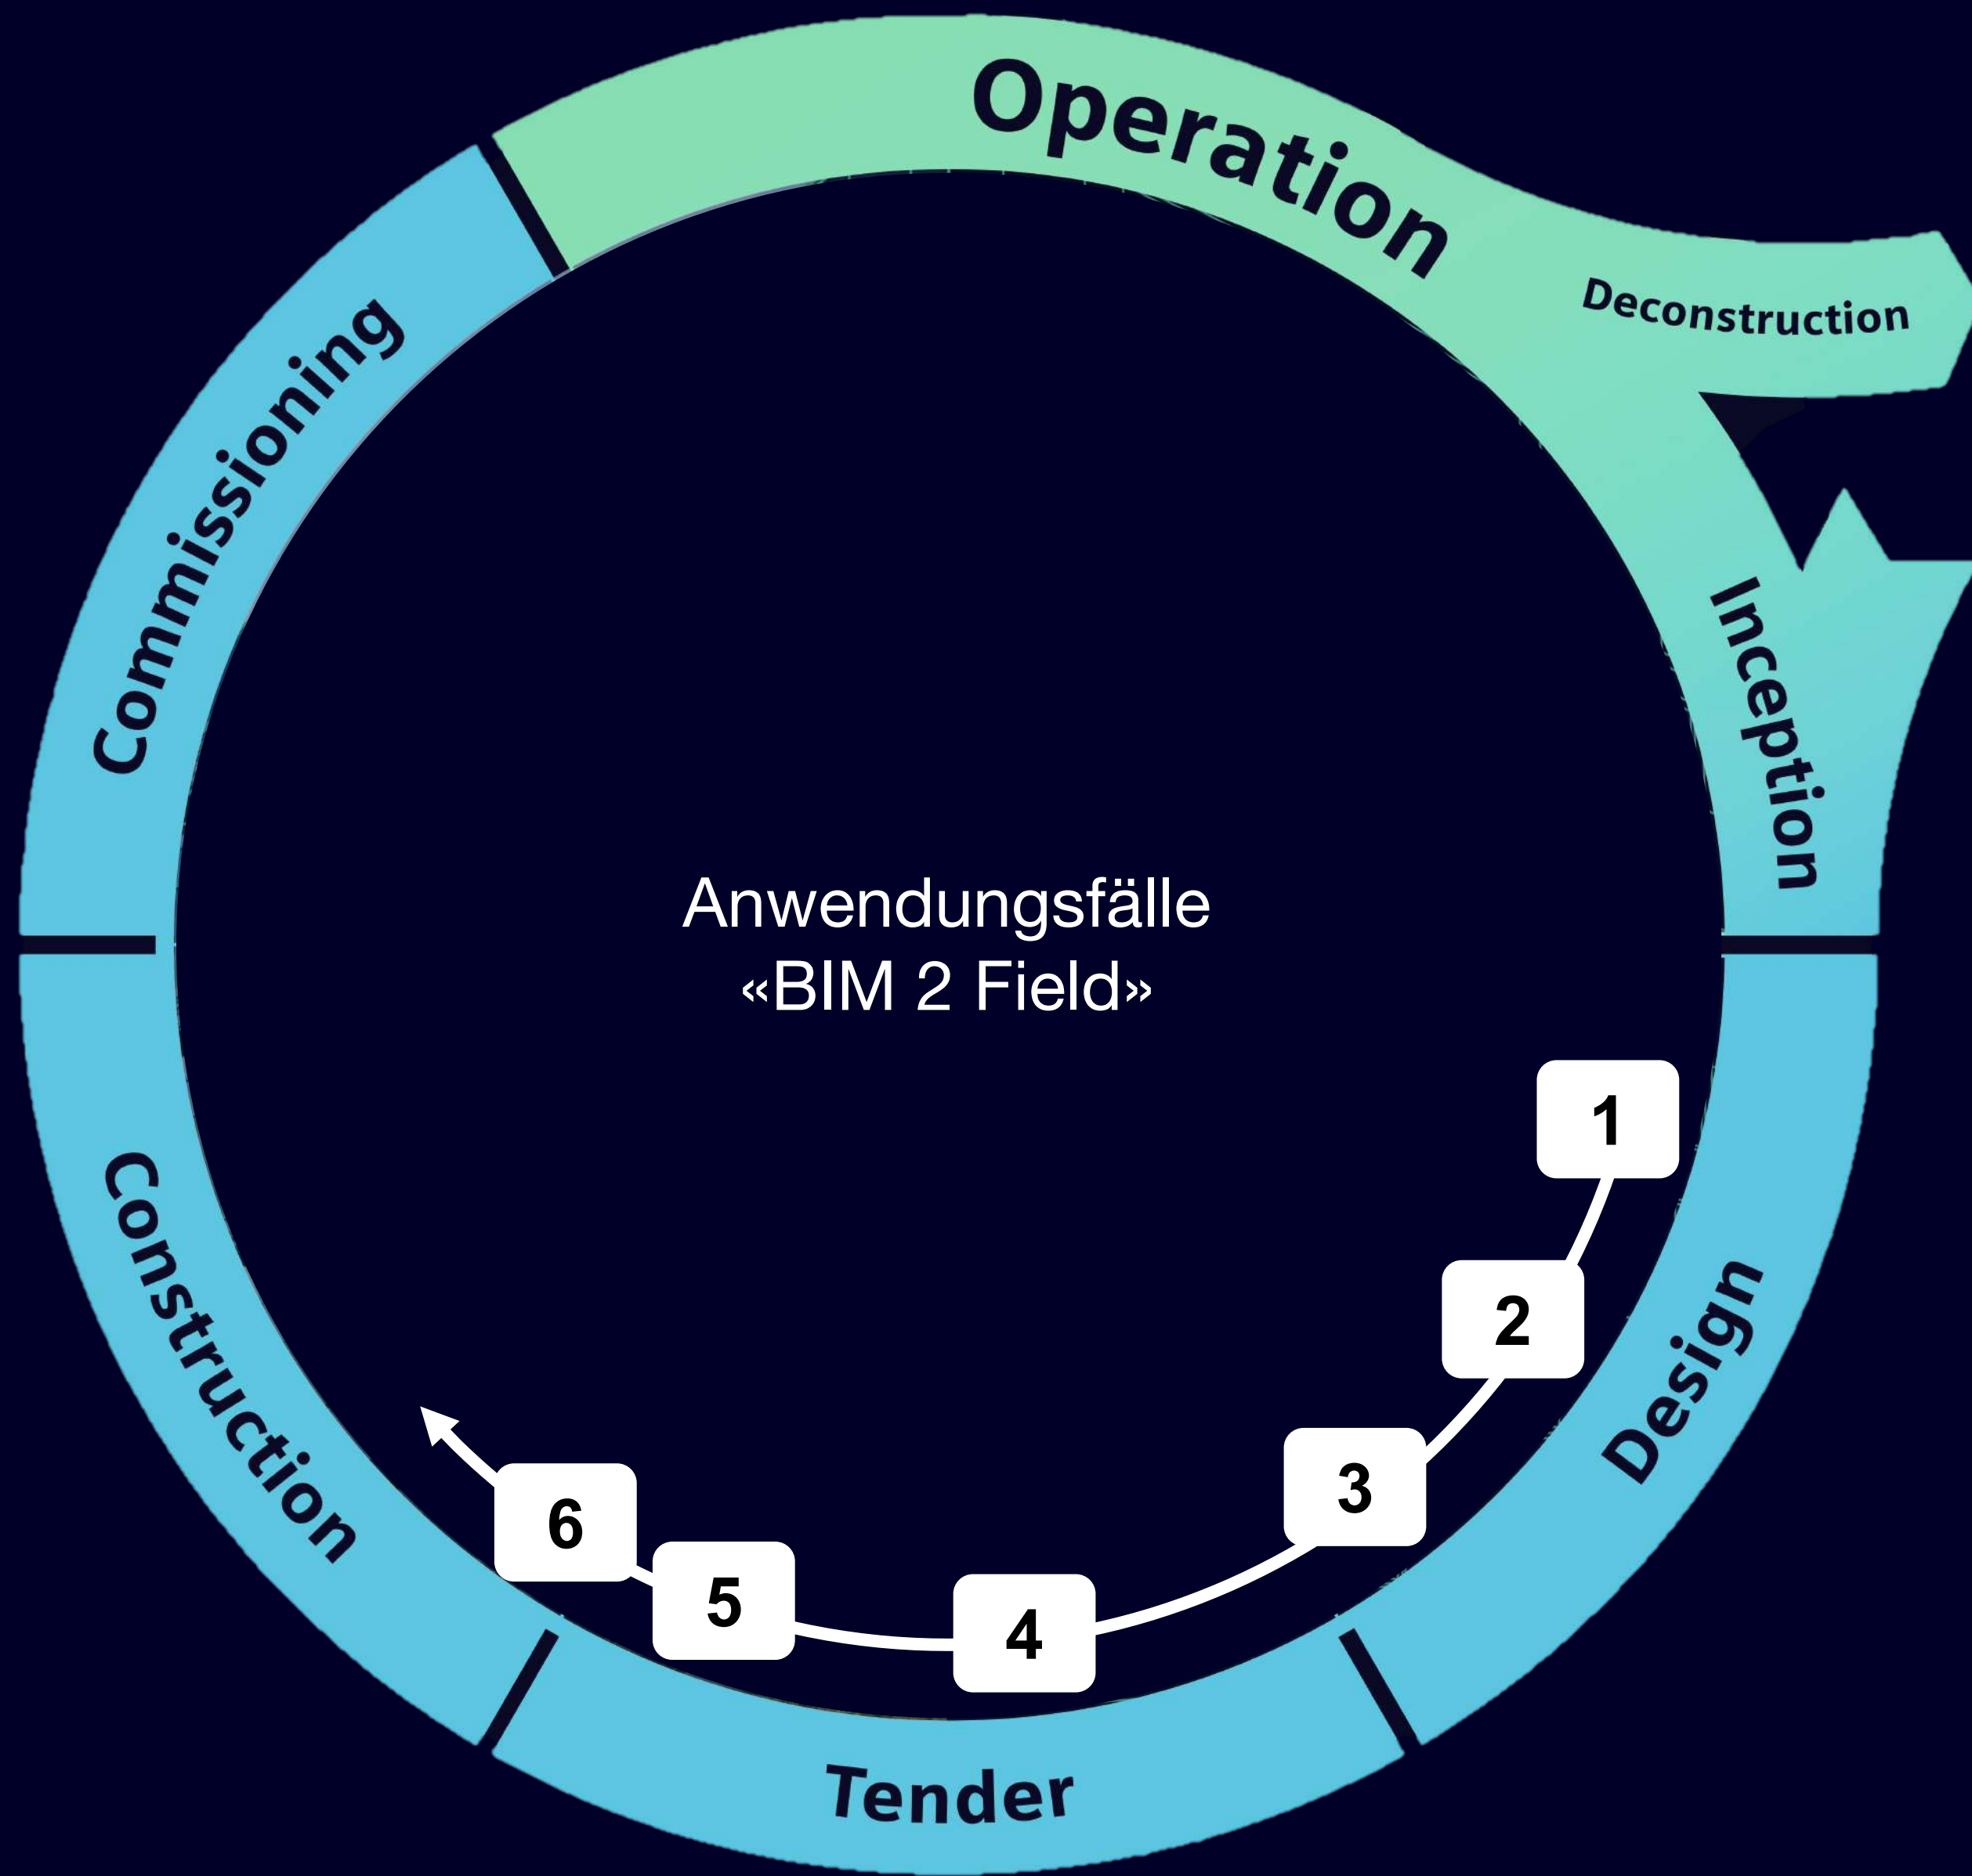 Operation
Deconstruction
Inception
Commissioning
Anwendungsfälle
«BIM 2 Field»
1
2
3
4
5
6
Design
Construction
Tender